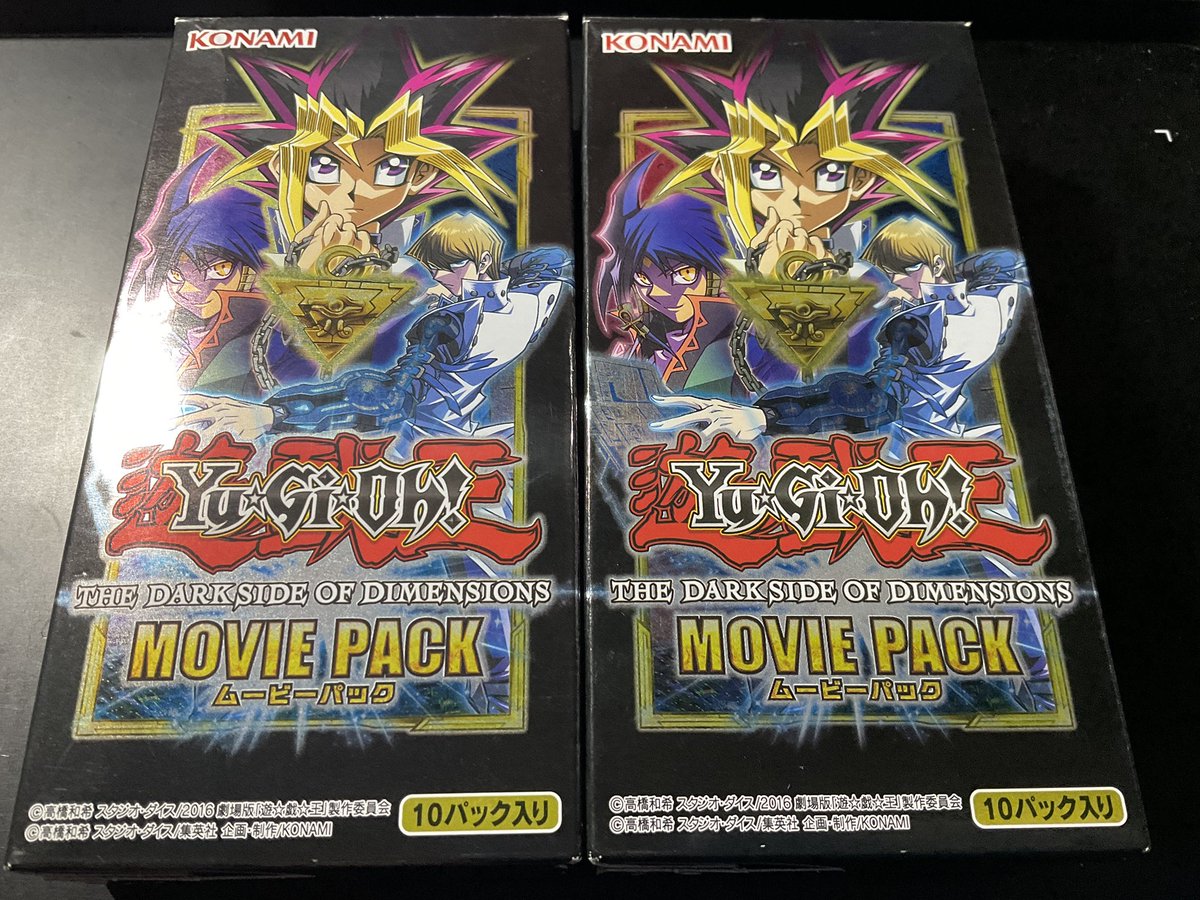 KONAMI
遊戯王
Yu☆Gi☆Oh!
THE DARK SIDE OF DIMENSIONS
MOVIE PACK
ムービーパック
©高橋和希 スタジオ・ダイス/2016 劇場版「遊☆戯☆王」製作委員会
©高橋和希 スタジオ・ダイス/集英社 企画・制作/KONAMI
10パック入り
KONAMI
遊戯王
Yu☆Gi☆Oh!
THE DARK SIDE OF DIMENSIONS
MOVIE PACK
ムービーパック
©高橋和希 スタジオ・ダイス/2016 劇場版「遊☆戯☆王」製作委員会
©高橋和希 スタジオ・ダイス/集英社 企画・制作/KONAMI
10パック入り